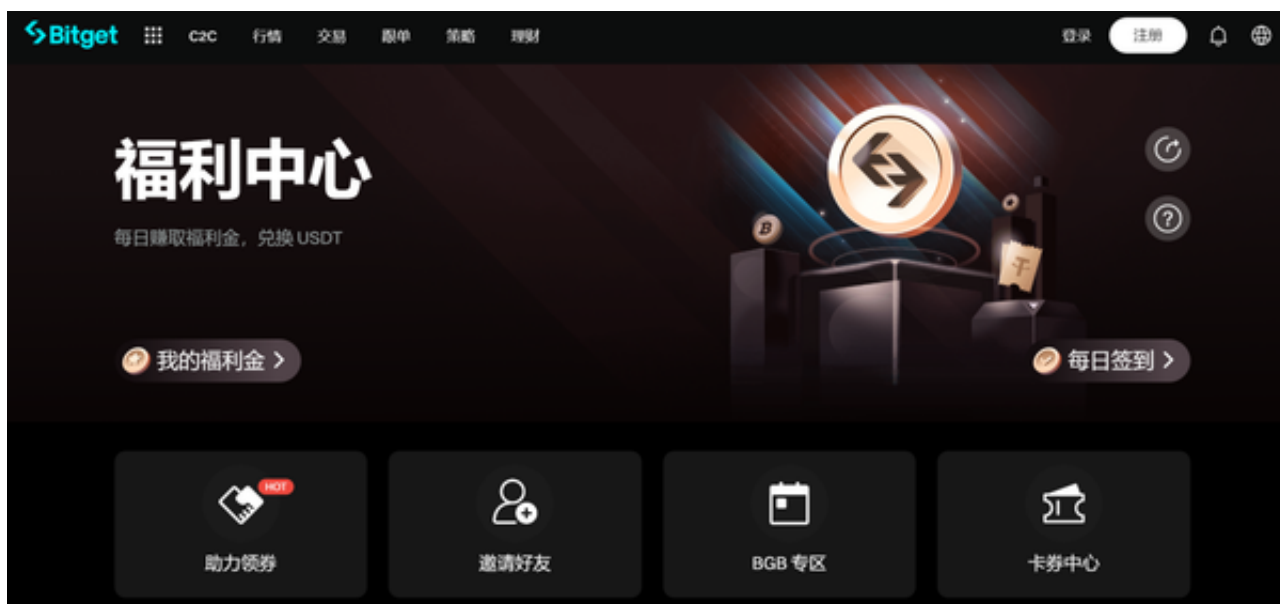 Bitget C2C 行情 交易 跟单 策略 理财 登录 注册
福利中心
每日赚取福利金，兑换 USDT
我的福利金 每日签到
HOT
助力领券 邀请好友 BGB 专区 卡券中心